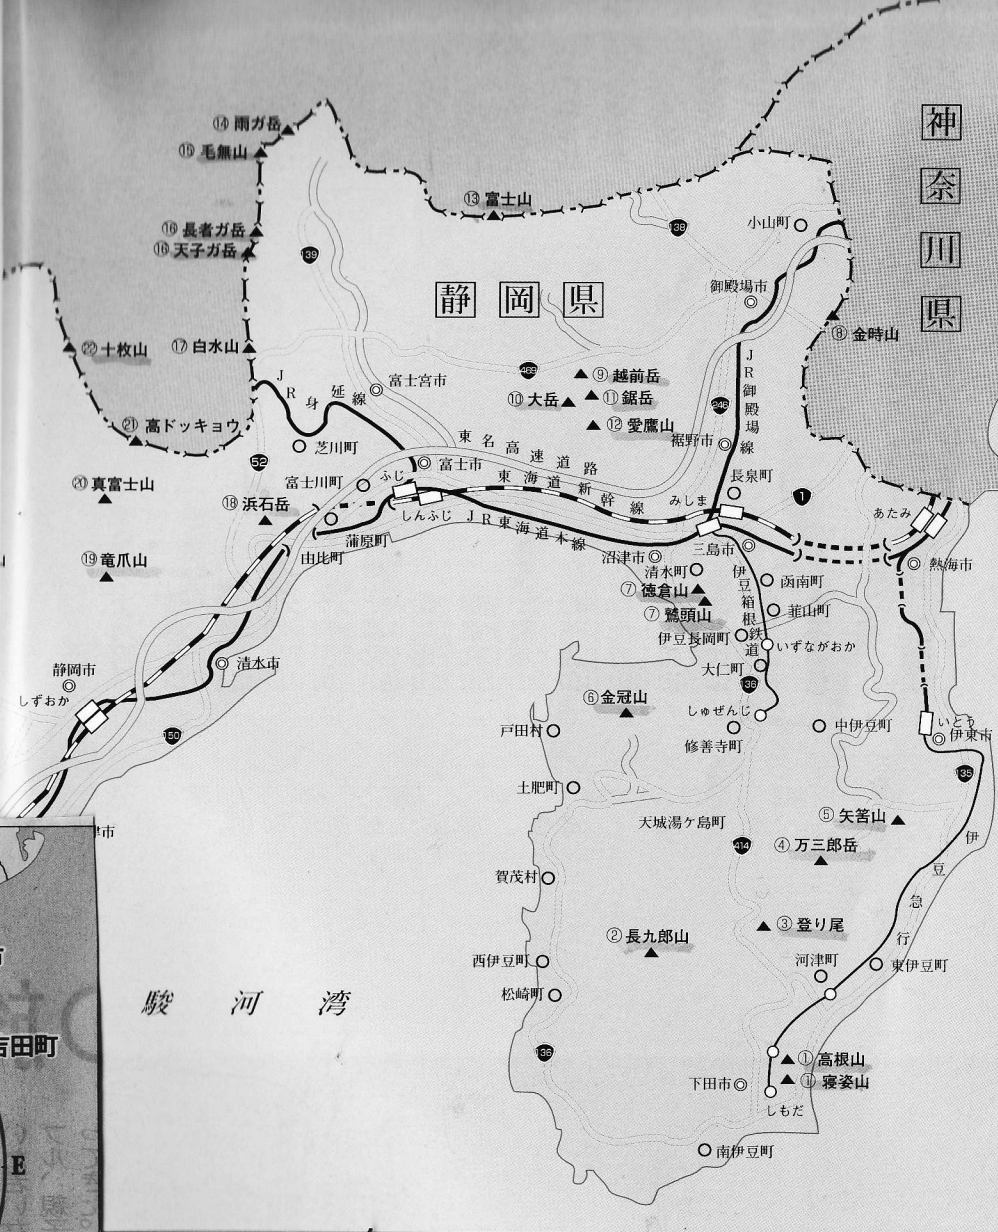 神奈川県
静岡県
⑭ 雨ガ岳
⑮ 毛無山
⑬ 富士山
⑯ 長者ガ岳
⑯ 天子ガ岳
139
138
小山町
御殿場市
⑧ 金時山
㉒ 十枚山
⑰ 白水山
469
⑨ 越前岳
⑩ 大岳
⑪ 鋸岳
⑫ 愛鷹山
246
JR御殿場線
JR身延線
富士宮市
㉑ 高ドッキョウ
芝川町
52
東名高速道路
裾野市
富士川町
ふじ
富士市
東海道新幹線
長泉町
みしま
1
⑳ 真富士山
⑱ 浜石岳
しんふじ
JR東海道本線
あたみ
蒲原町
由比町
沼津市
三島市
熱海市
⑲ 竜爪山
清水町
函南町
⑦ 徳倉山
⑦ 鷲頭山
韮山町
伊豆箱根鉄道
伊豆長岡町
いずながおか
静岡市
清水市
しずおか
大仁町
136
⑥ 金冠山
しゅぜんじ
戸田村
修善寺町
中伊豆町
いとう
伊東市
150
135
土肥町
天城湯ケ島町
⑤ 矢筈山
津市
414
④ 万三郎岳
伊豆急行
賀茂村
③ 登り尾
② 長九郎山
西伊豆町
河津町
東伊豆町
松崎町
駿河湾
吉田町
136
① 高根山
① 寝姿山
下田市
しもだ
南伊豆町
E